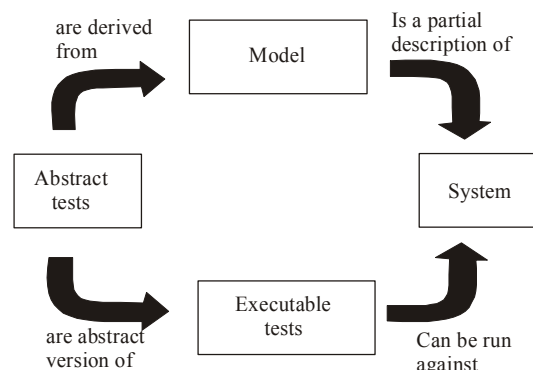 are derived
from
Model
Is a partial
description of
Abstract
tests
System
are abstract
version of
Executable
tests
Can be run
against